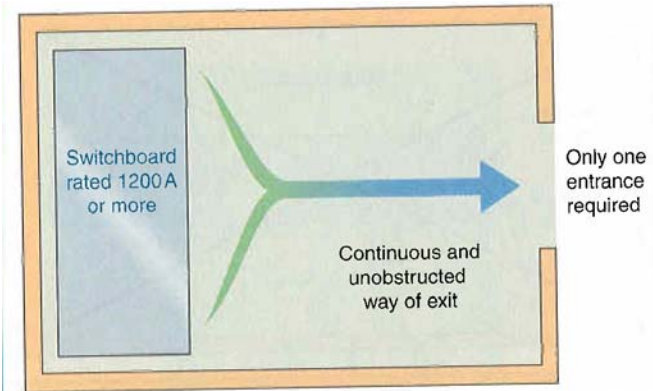 Switchboard
rated 1200 A
or more
Only one
entrance
required
Continuous and
unobstructed
way of exit